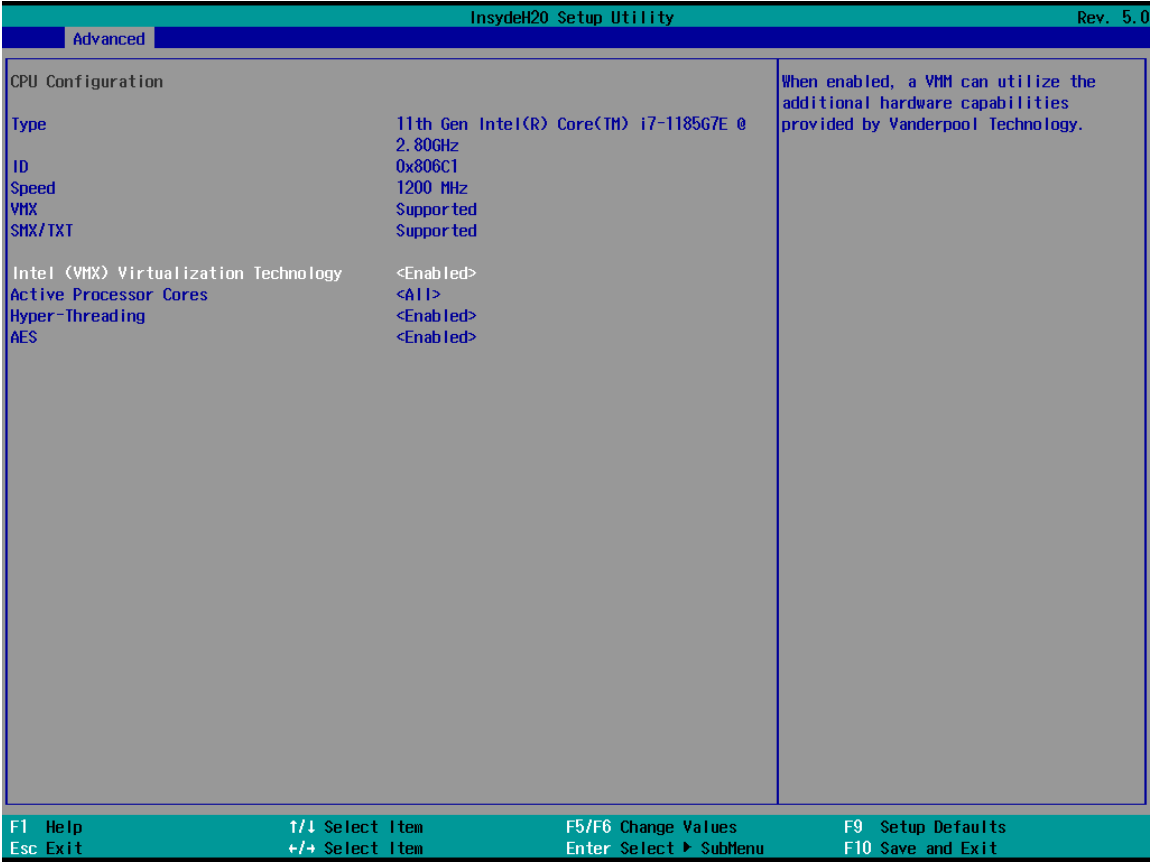 InsydeH20 Setup Utility Rev. 5.0
Advanced
CPU Configuration
Type 11th Gen Intel(R) Core(TM) i7-1185G7E @
2.80GHz
ID 0x806C1
Speed 1200 MHz
VMX Supported
SMX/TXT Supported
Intel (VMX) Virtualization Technology <Enabled>
Active Processor Cores <All>
Hyper-Threading <Enabled>
AES <Enabled>
When enabled, a VMM can utilize the
additional hardware capabilities
provided by Vanderpool Technology.
F1 Help ↑/↓ Select Item F5/F6 Change Values F9 Setup Defaults
Esc Exit ←/→ Select Item Enter Select ▶ SubMenu F10 Save and Exit